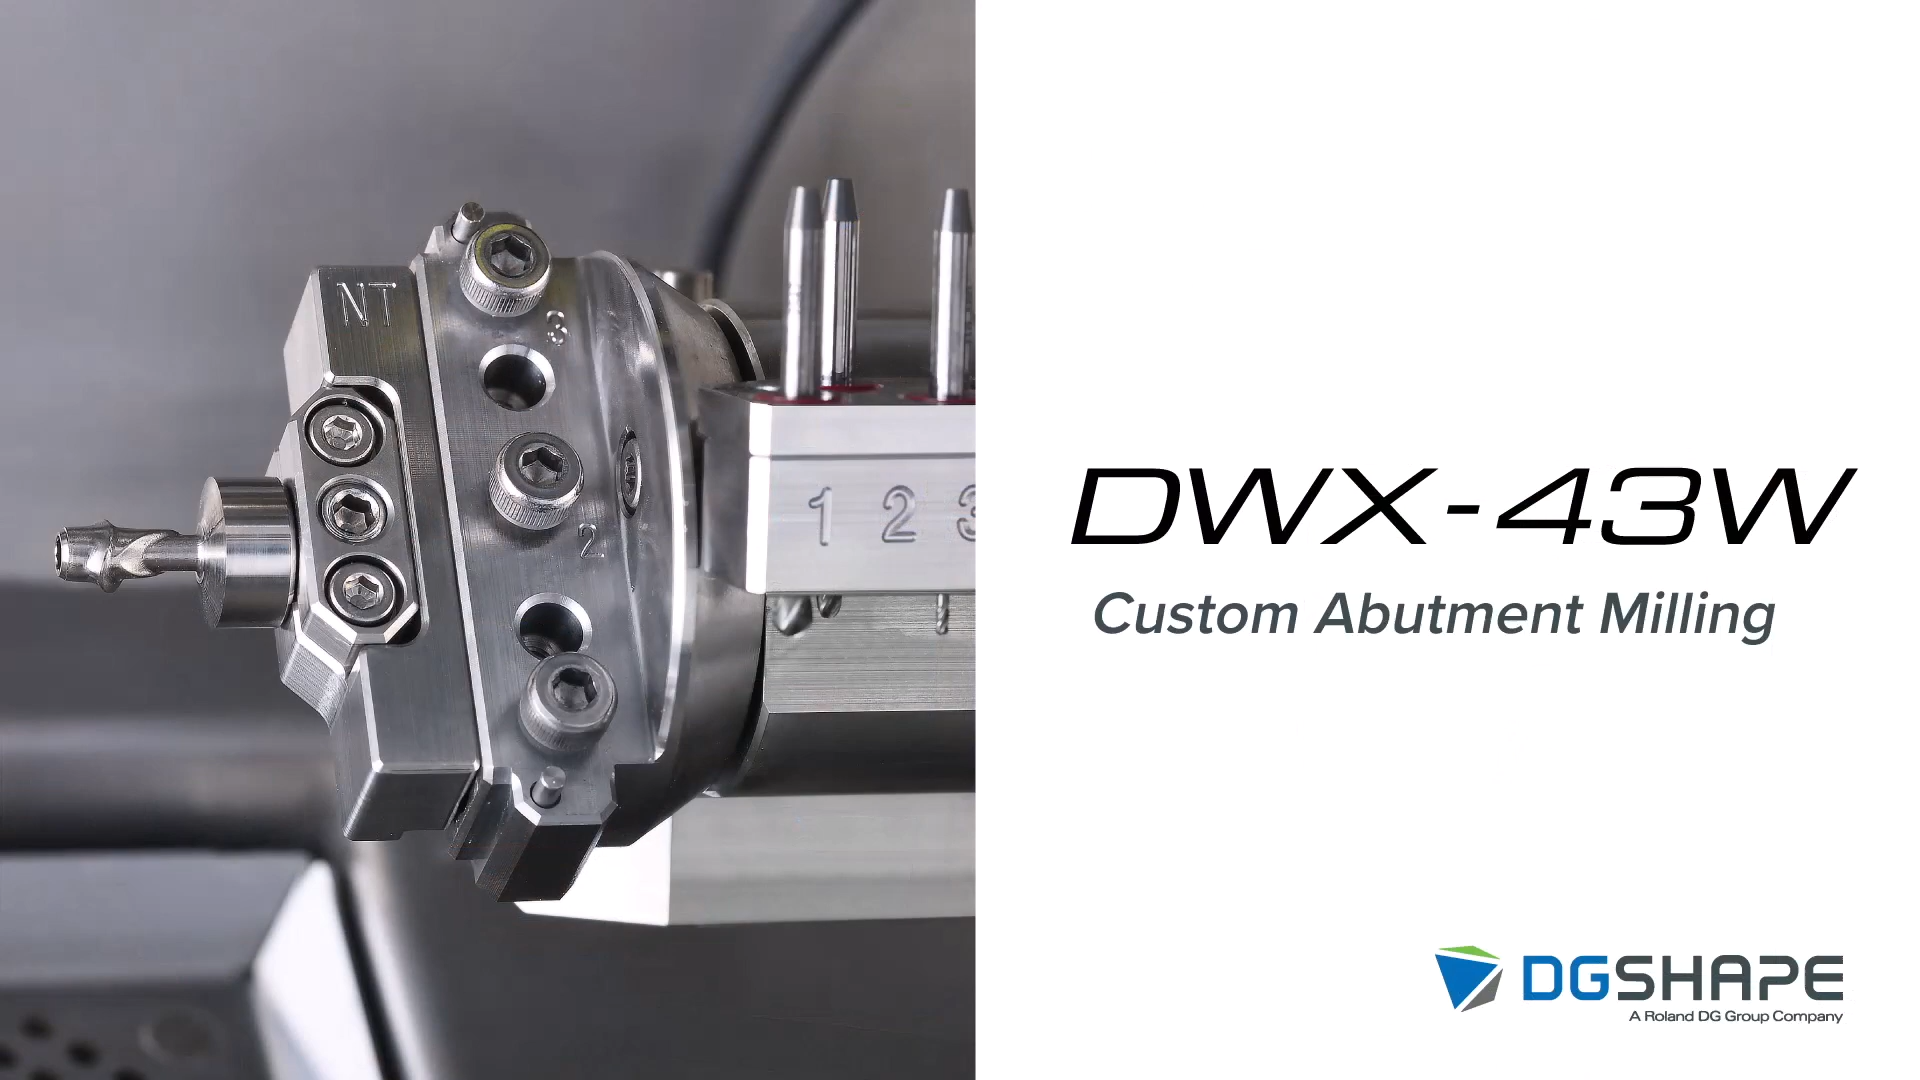 NT
3
2
1 2 3
DWX-43W
Custom Abutment Milling
DGSHAPE
A Roland DG Group Company